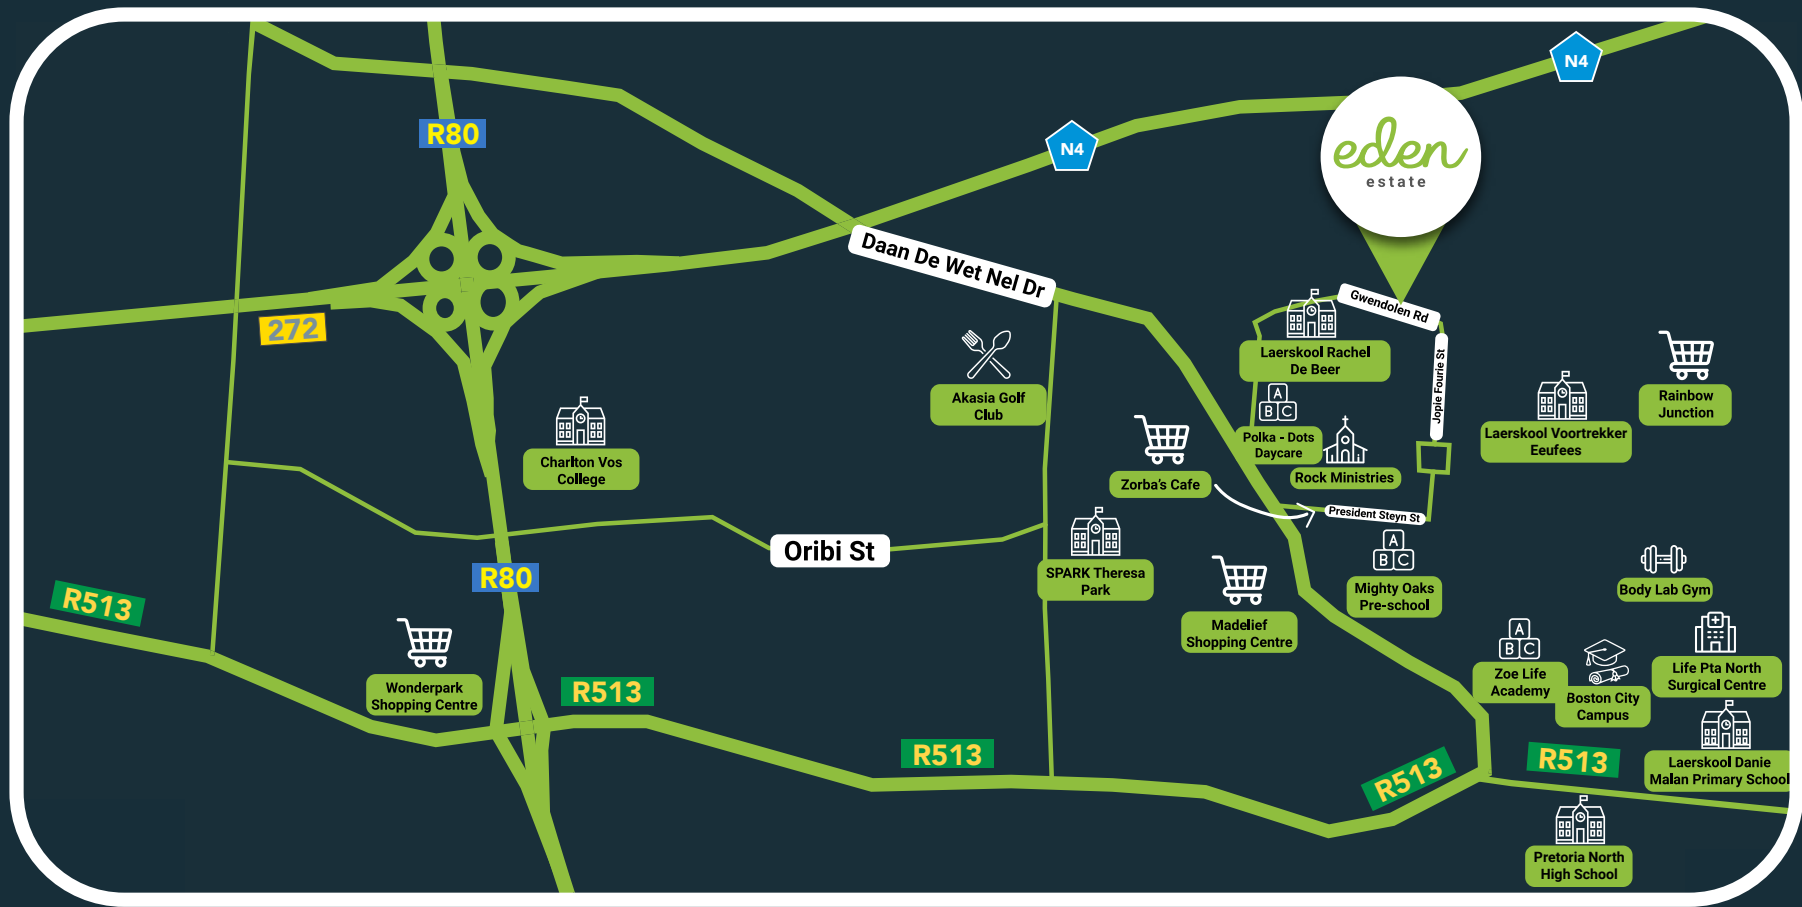 N4
N4
R80
eden
estate
Daan De Wet Nel Dr
272
Gwendolen Rd
Jopie Fourie St
Laerskool Rachel
De Beer
Akasia Golf
Club
Rainbow
Junction
A
B C
Polka - Dots
Daycare
Laerskool Voortrekker
Eeufees
Charlton Vos
College
Rock Ministries
Zorba's Cafe
President Steyn St
Oribi St
A
B C
SPARK Theresa
Park
Mighty Oaks
Pre-school
Body Lab Gym
R80
R513
Madelief
Shopping Centre
A
B C
Zoe Life
Academy
Life Pta North
Surgical Centre
Wonderpark
Shopping Centre
R513
Boston City
Campus
R513
R513
R513
Laerskool Danie
Malan Primary School
Pretoria North
High School